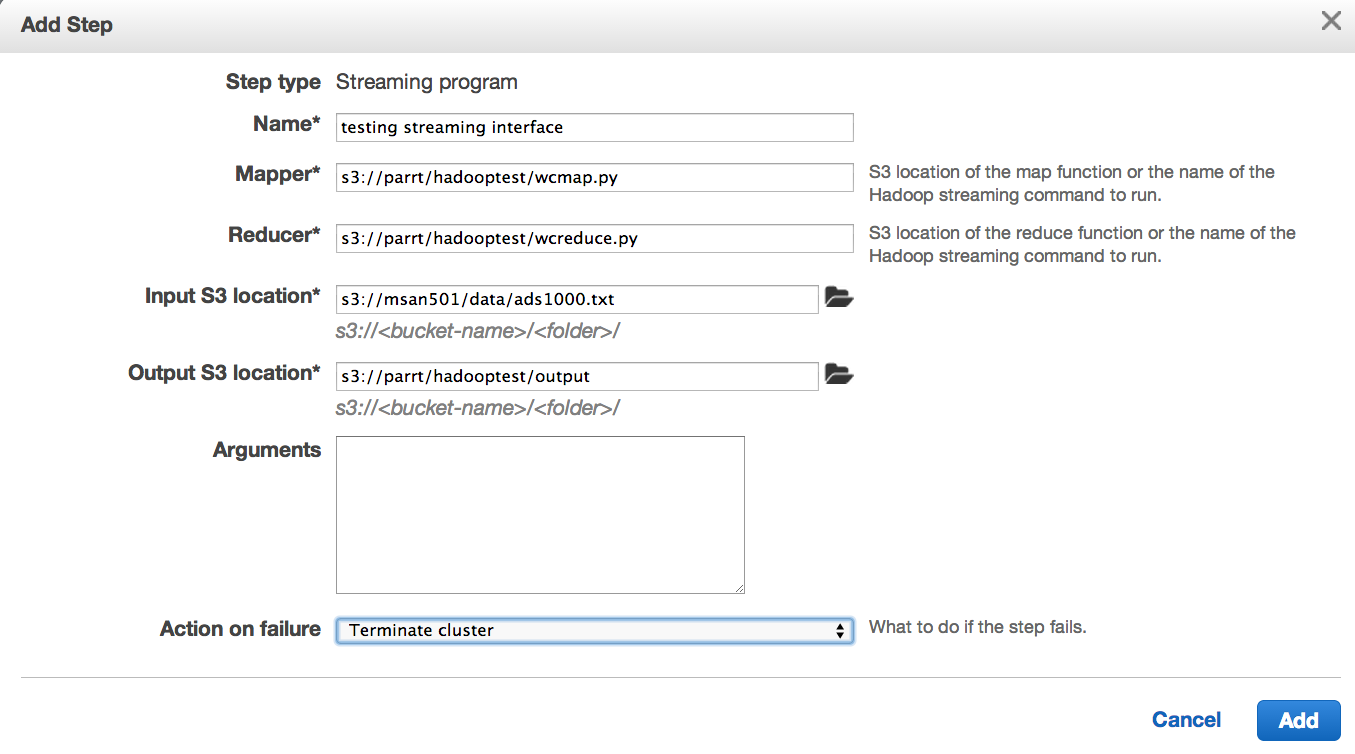 Add Step
Step type Streaming program
Name* testing streaming interface
Mapper* s3://parrt/hadooptest/wcmap.py S3 location of the map function or the name of the
Hadoop streaming command to run.
Reducer* s3://parrt/hadooptest/wcreduce.py S3 location of the reduce function or the name of the
Hadoop streaming command to run.
Input S3 location* s3://msan501/data/ads1000.txt
s3://<bucket-name>/<folder>/
Output S3 location* s3://parrt/hadooptest/output
s3://<bucket-name>/<folder>/
Arguments
Action on failure Terminate cluster What to do if the step fails.
Cancel Add